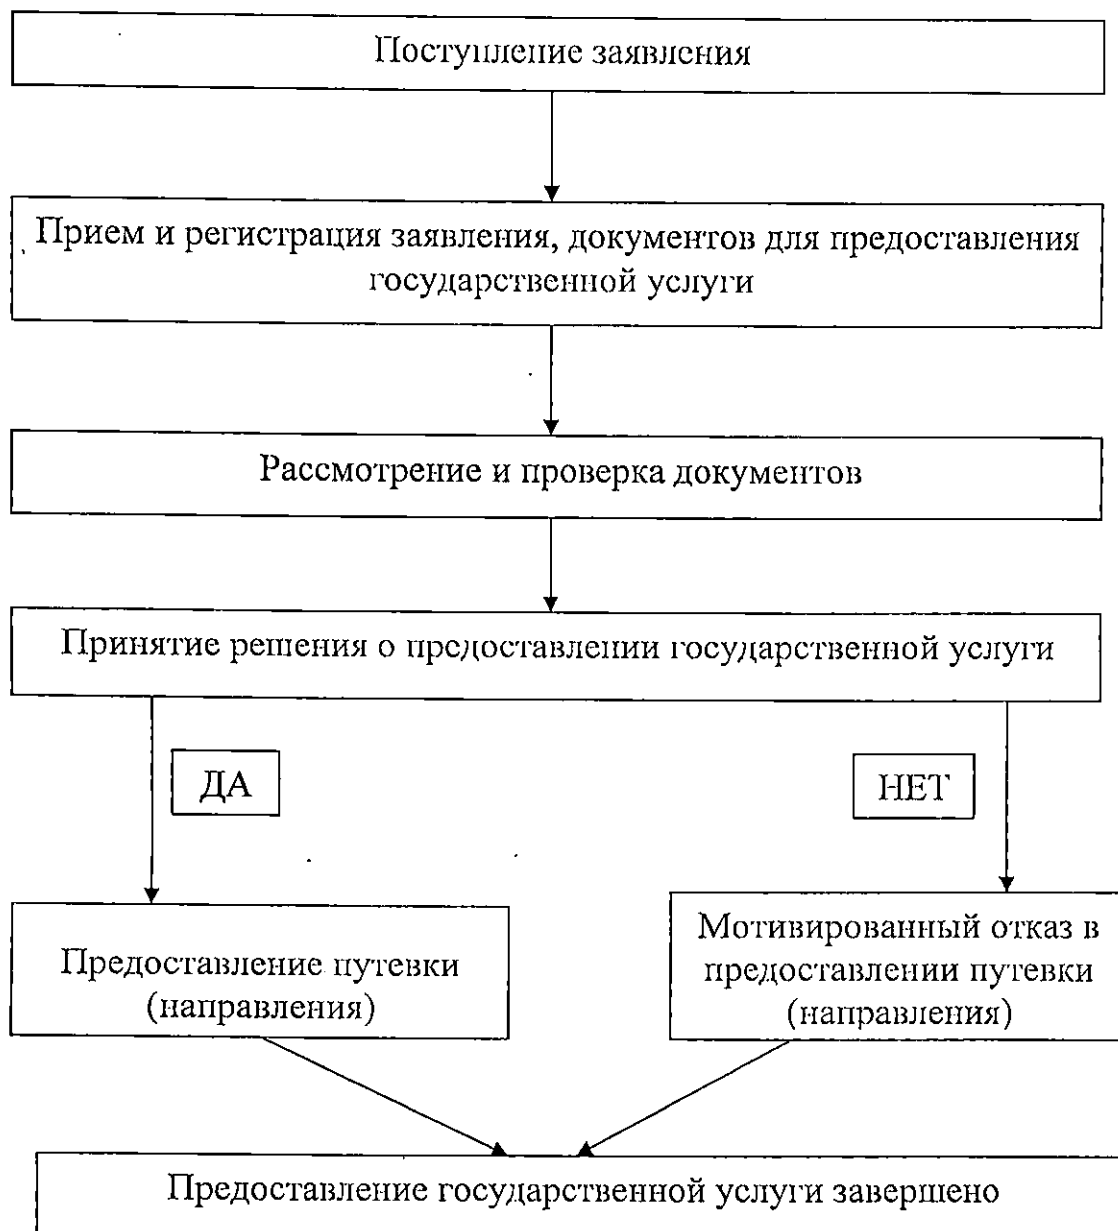 Поступление заявления
Прием и регистрация заявления, документов для предоставления
государственной услуги
Рассмотрение и проверка документов
Принятие решения о предоставлении государственной услуги
ДА
НЕТ
Предоставление путевки
(направления)
Мотивированный отказ в
предоставлении путевки
(направления)
Предоставление государственной услуги завершено